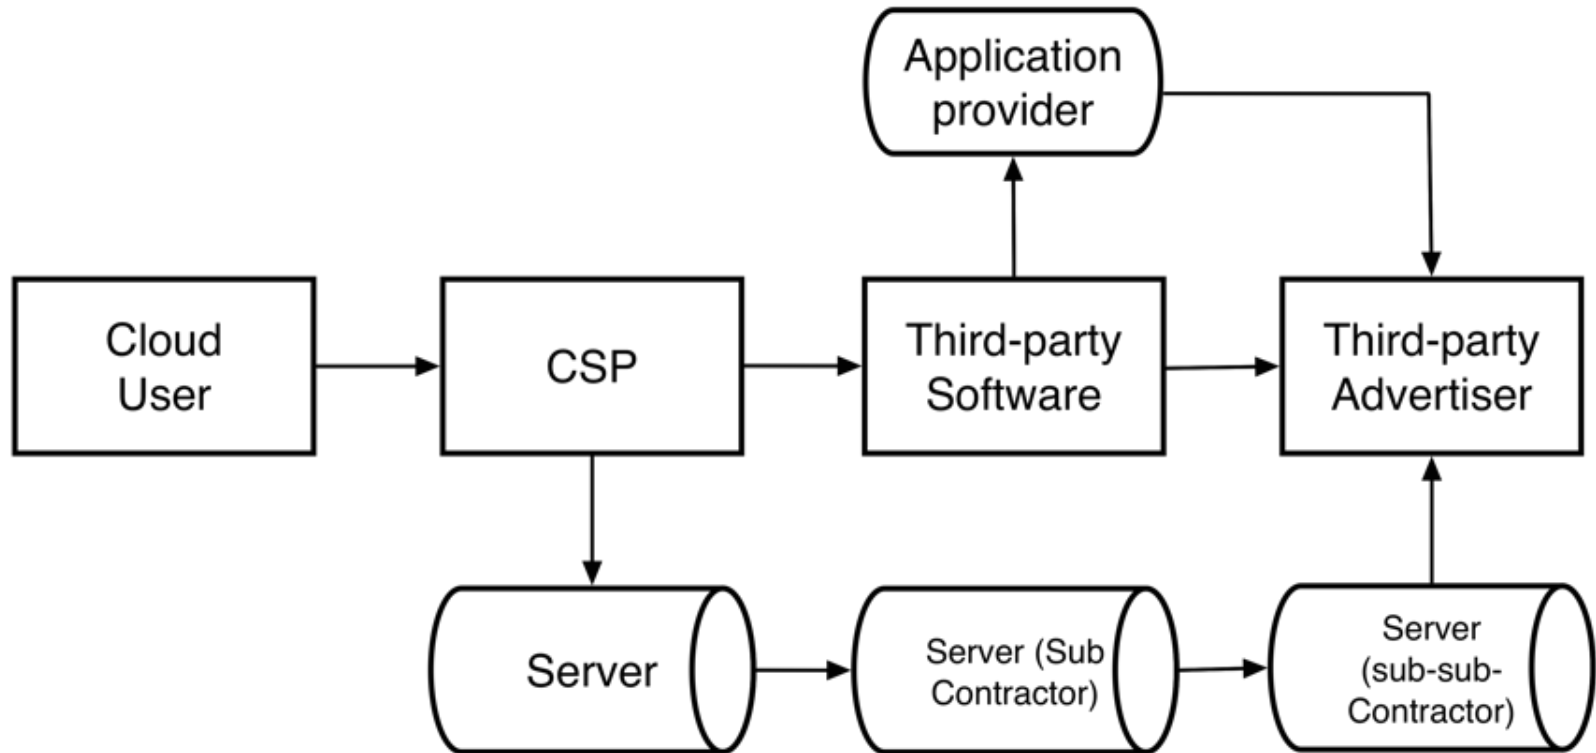 Application
provider
Cloud
User
CSP
Third-party
Software
Third-party
Advertiser
Server
Server (Sub
Contractor)
Server
(sub-sub-
Contractor)